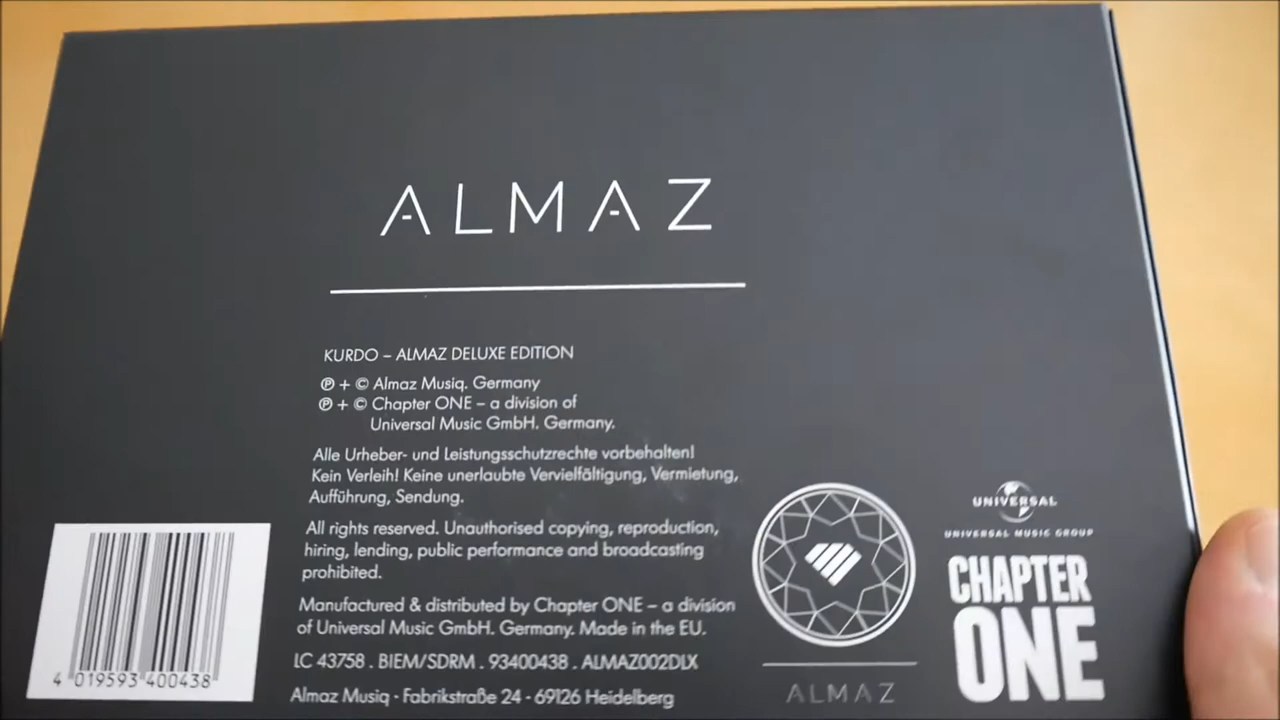 ALMAZ
KURDO – ALMAZ DELUXE EDITION
℗ + © Almaz Musiq. Germany
℗ + © Chapter ONE – a division of
Universal Music GmbH. Germany.
Alle Urheber- und Leistungsschutzrechte vorbehalten!
Kein Verleih! Keine unerlaubte Vervielfältigung, Vermietung,
Aufführung, Sendung.
All rights reserved. Unauthorised copying, reproduction,
hiring, lending, public performance and broadcasting
prohibited.
Manufactured & distributed by Chapter ONE – a division
of Universal Music GmbH. Germany. Made in the EU.
LC 43758 . BIEM/SDRM . 93400438 . ALMAZ002DLX
Almaz Musiq - Fabrikstraße 24 - 69126 Heidelberg
4 019593 400438
ALMAZ
UNIVERSAL
UNIVERSAL MUSIC GROUP
CHAPTER
ONE